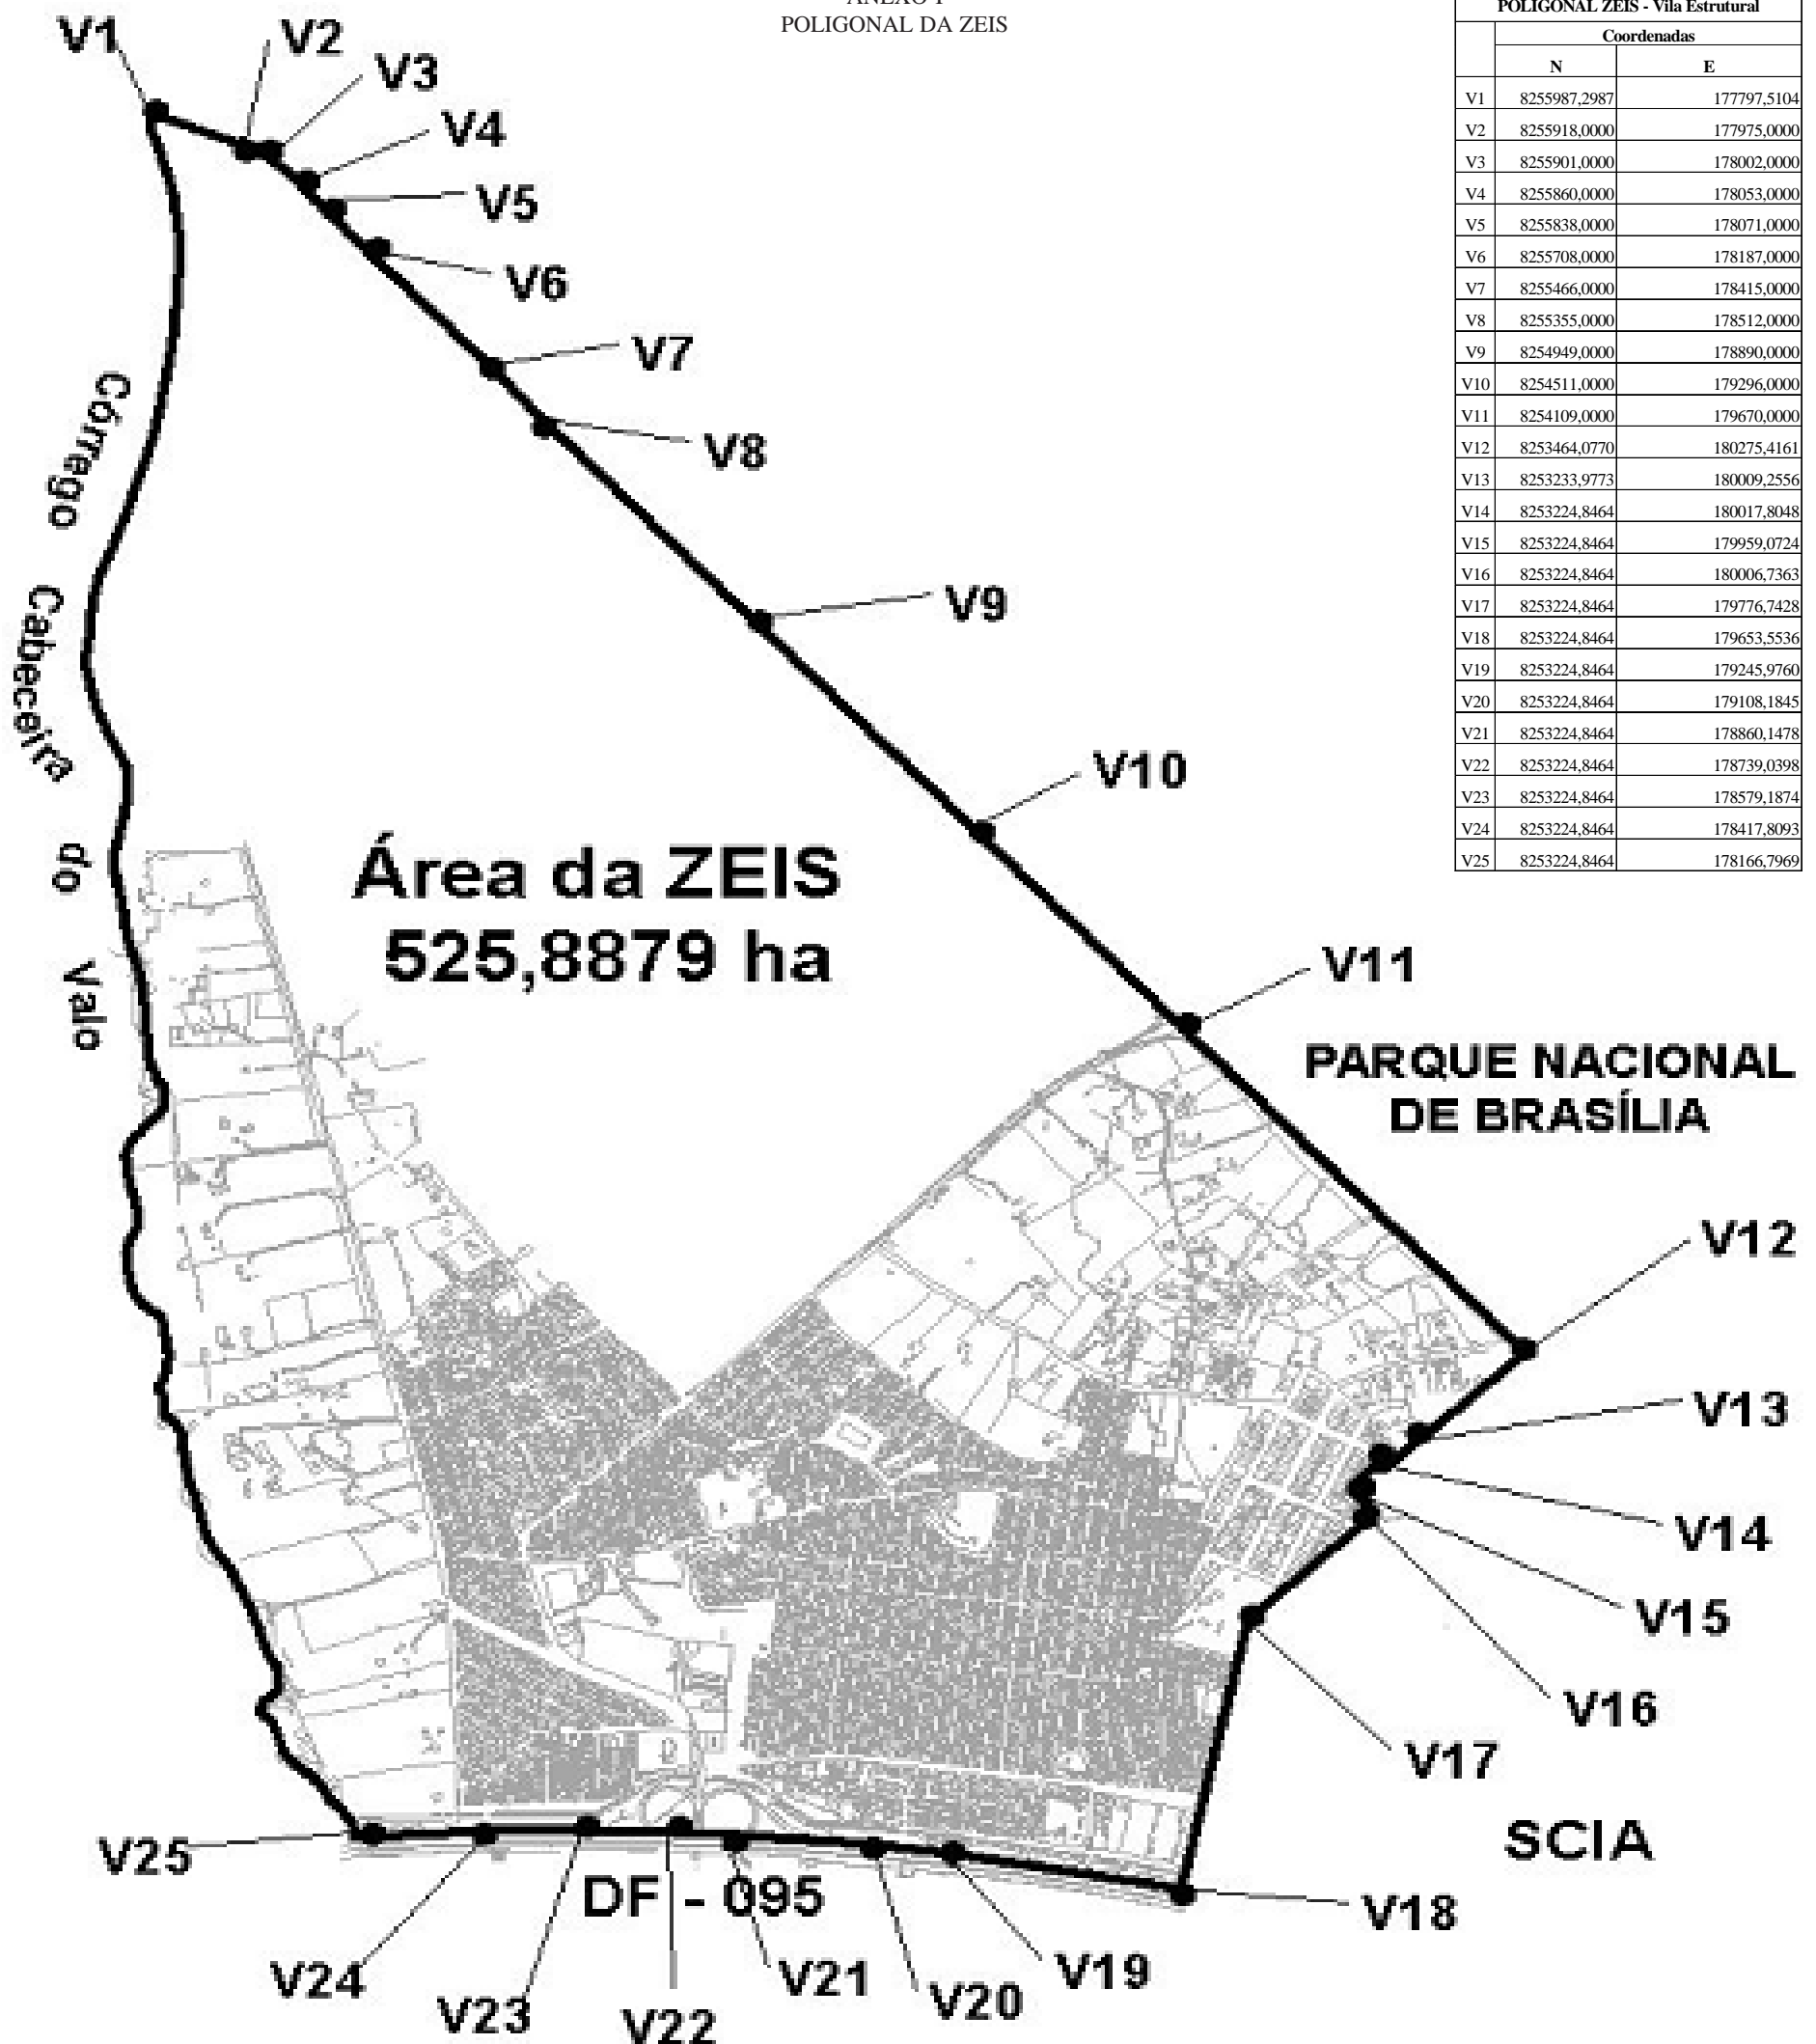 ANEXO I
POLIGONAL DA ZEIS
POLIGONAL ZEIS - Vila Estrutural
Coordenadas
N E
V1 8255987,2987 177797,5104
V2 8255918,0000 177975,0000
V3 8255901,0000 178002,0000
V4 8255860,0000 178053,0000
V5 8255838,0000 178071,0000
V6 8255708,0000 178187,0000
V7 8255466,0000 178415,0000
V8 8255355,0000 178512,0000
V9 8254949,0000 178890,0000
V10 8254511,0000 179296,0000
V11 8254109,0000 179670,0000
V12 8253464,0770 180275,4161
V13 8253233,9773 180009,2556
V14 8253224,8464 180017,8048
V15 8253224,8464 179959,0724
V16 8253224,8464 180006,7363
V17 8253224,8464 179776,7428
V18 8253224,8464 179653,5536
V19 8253224,8464 179245,9760
V20 8253224,8464 179108,1845
V21 8253224,8464 178860,1478
V22 8253224,8464 178739,0398
V23 8253224,8464 178579,1874
V24 8253224,8464 178417,8093
V25 8253224,8464 178166,7969
V1
V2
V3
V4
V5
V6
V7
V8
V9
V10
V11
V12
V13
V14
V15
V16
V17
V18
V19
V20
V21
V22
V23
V24
V25
Córrego Cabeceira do Valo
Área da ZEIS
525,8879 ha
PARQUE NACIONAL
DE BRASÍLIA
SCIA
DF - 095